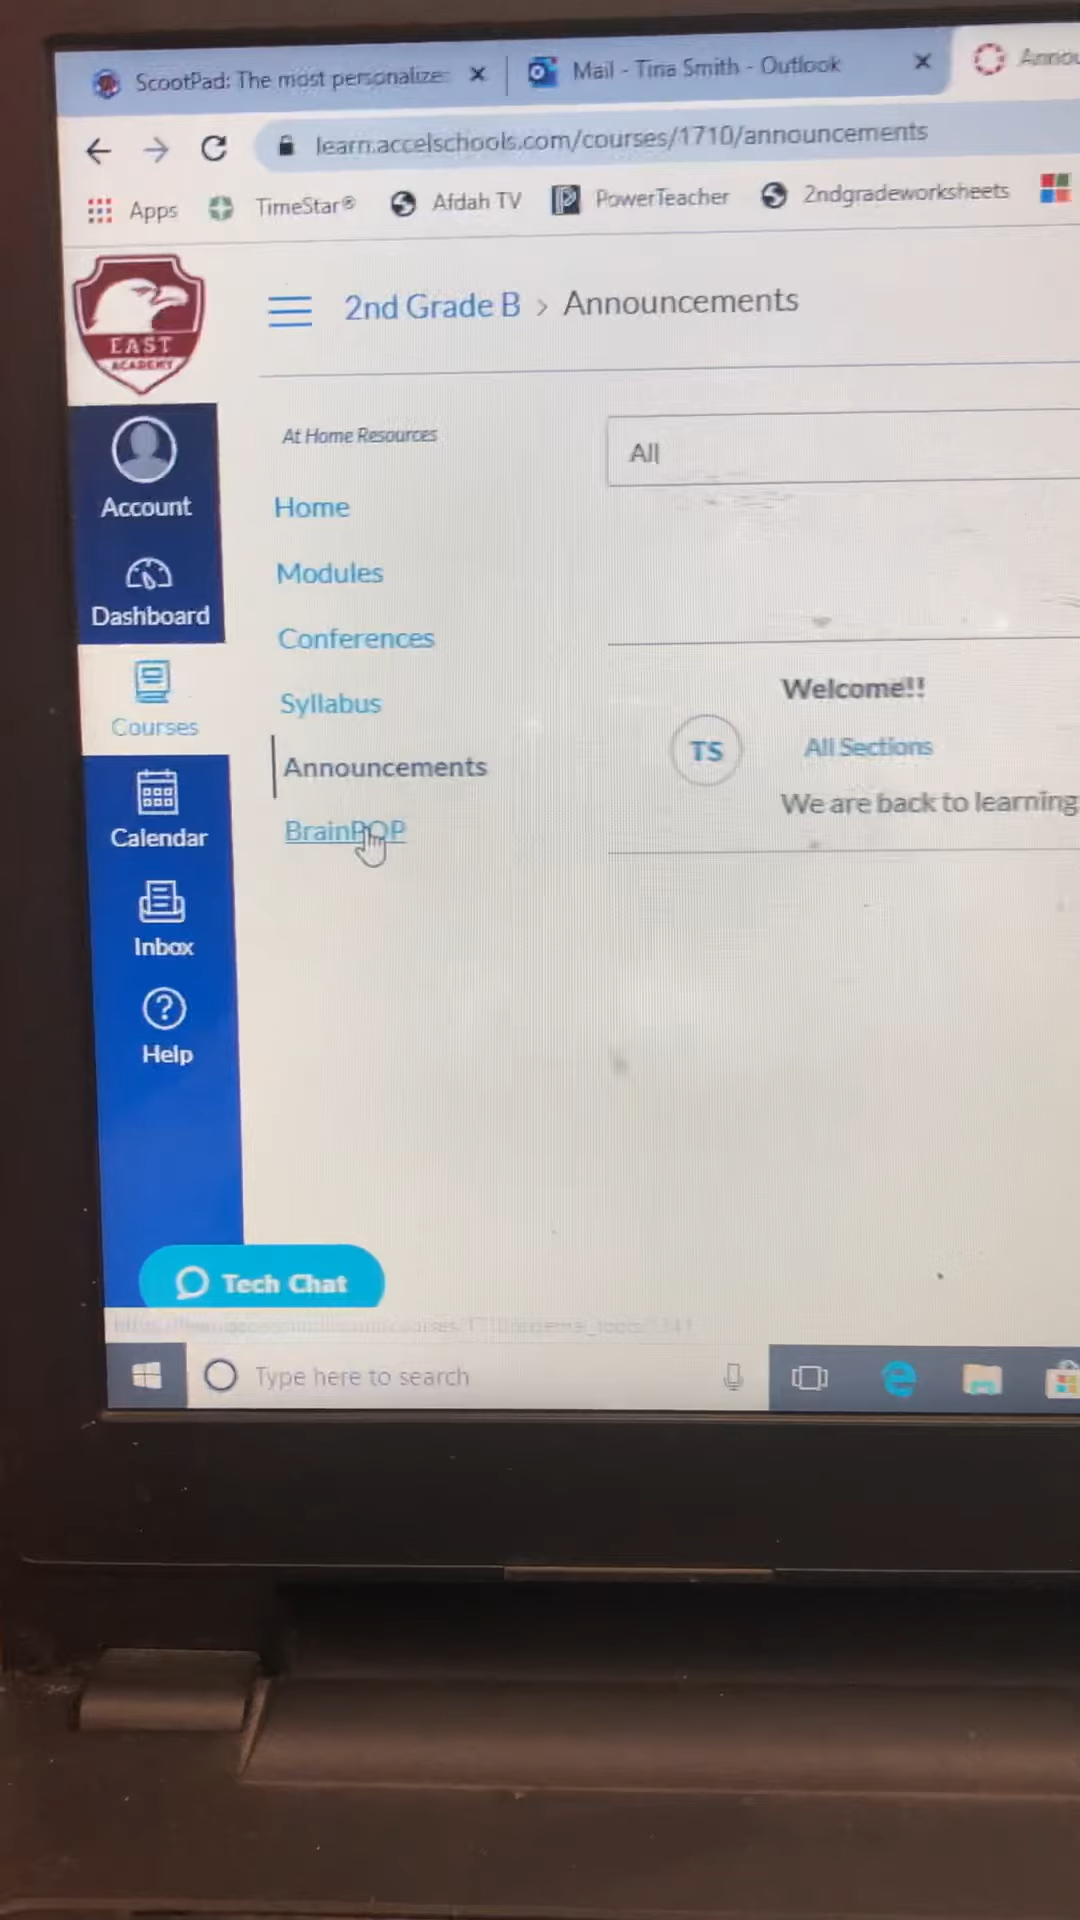 ScootPad: The most personalize
Mail - Tina Smith - Outlook
Annou
learn.accelschools.com/courses/1710/announcements
Apps
TimeStar®
Afdah TV
PowerTeacher
2ndgradeworksheets
EAST
ACADEMY
2nd Grade B > Announcements
At Home Resources
All
Home
Account
Modules
Dashboard
Conferences
Welcome!!
Syllabus
Courses
TS
All Sections
Announcements
We are back to learning
BrainPOP
Calendar
Inbox
Help
Tech Chat
Type here to search